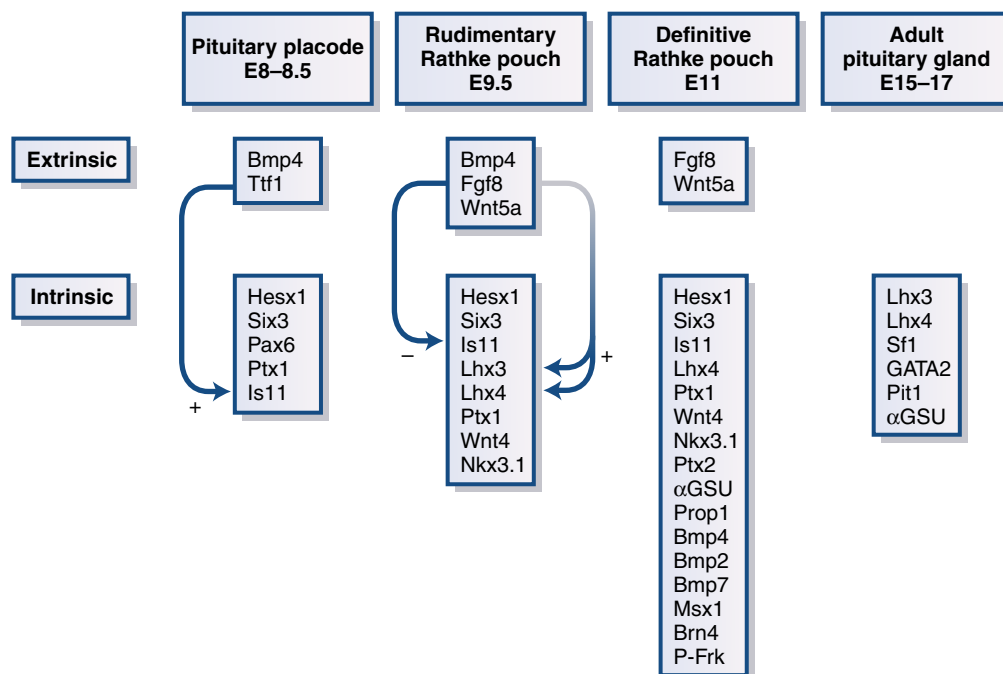 Pituitary placode
E8–8.5
Rudimentary
Rathke pouch
E9.5
Definitive
Rathke pouch
E11
Adult
pituitary gland
E15–17
Extrinsic
Bmp4
Ttf1
Bmp4
Fgf8
Wnt5a
Fgf8
Wnt5a
Intrinsic
Hesx1
Six3
Pax6
Ptx1
Is11
+
Hesx1
Six3
Is11
Lhx3
Lhx4
Ptx1
Wnt4
Nkx3.1
–
+
Hesx1
Six3
Is11
Lhx4
Ptx1
Wnt4
Nkx3.1
Ptx2
αGSU
Prop1
Bmp4
Bmp2
Bmp7
Msx1
Brn4
P-Frk
Lhx3
Lhx4
Sf1
GATA2
Pit1
αGSU